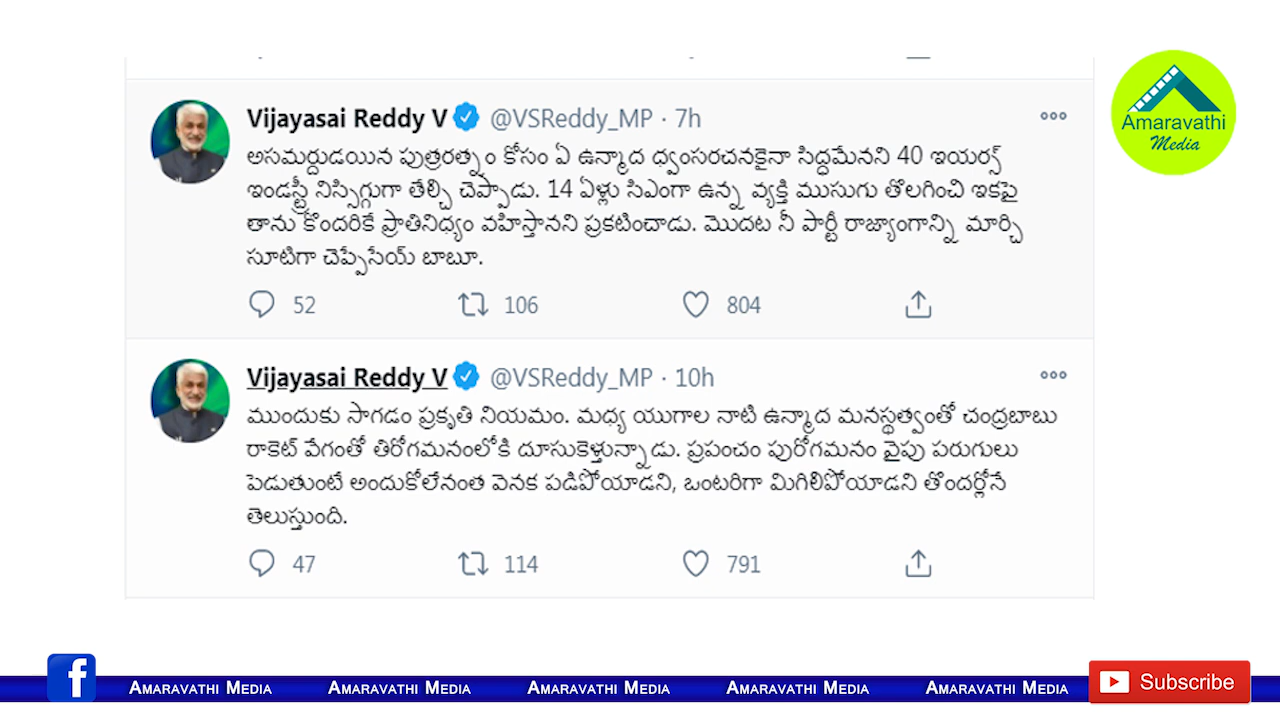 Vijayasai Reddy V @VSReddy_MP · 7h
అసమర్దుడయిన పుత్రరత్నం కోసం ఏ ఉన్మాద ధ్వంసరచనకైనా సిద్ధమేనని 40 ఇయర్స్
ఇండస్ట్రీ నిస్సిగ్గుగా తేల్చి చెప్పాడు. 14 ఏళ్లు సిఎంగా ఉన్న వ్యక్తి ముసుగు తొలగించి ఇకపై
తాను కొందరికే ప్రాతినిధ్యం వహిస్తానని ప్రకటించాడు. మొదట నీ పార్టీ రాజ్యాంగాన్ని మార్చి
సూటిగా చెప్పేసేయ్ బాబూ.
52 106 804
Vijayasai Reddy V @VSReddy_MP · 10h
ముందుకు సాగడం ప్రకృతి నియమం. మధ్య యుగాల నాటి ఉన్మాద మనస్థత్వంతో చంద్రబాబు
రాకెట్ వేగంతో తిరోగమనంలోకి దూసుకెళ్తున్నాడు. ప్రపంచం పురోగమనం వైపు పరుగులు
పెడుతుంటే అందుకోలేనంత వెనక పడిపోయాడని, ఒంటరిగా మిగిలిపోయాడని తొందర్లోనే
తెలుస్తుంది.
47 114 791
Amaravathi
Media
f
Amaravathi Media Amaravathi Media Amaravathi Media Amaravathi Media Amaravathi Media
Subscribe